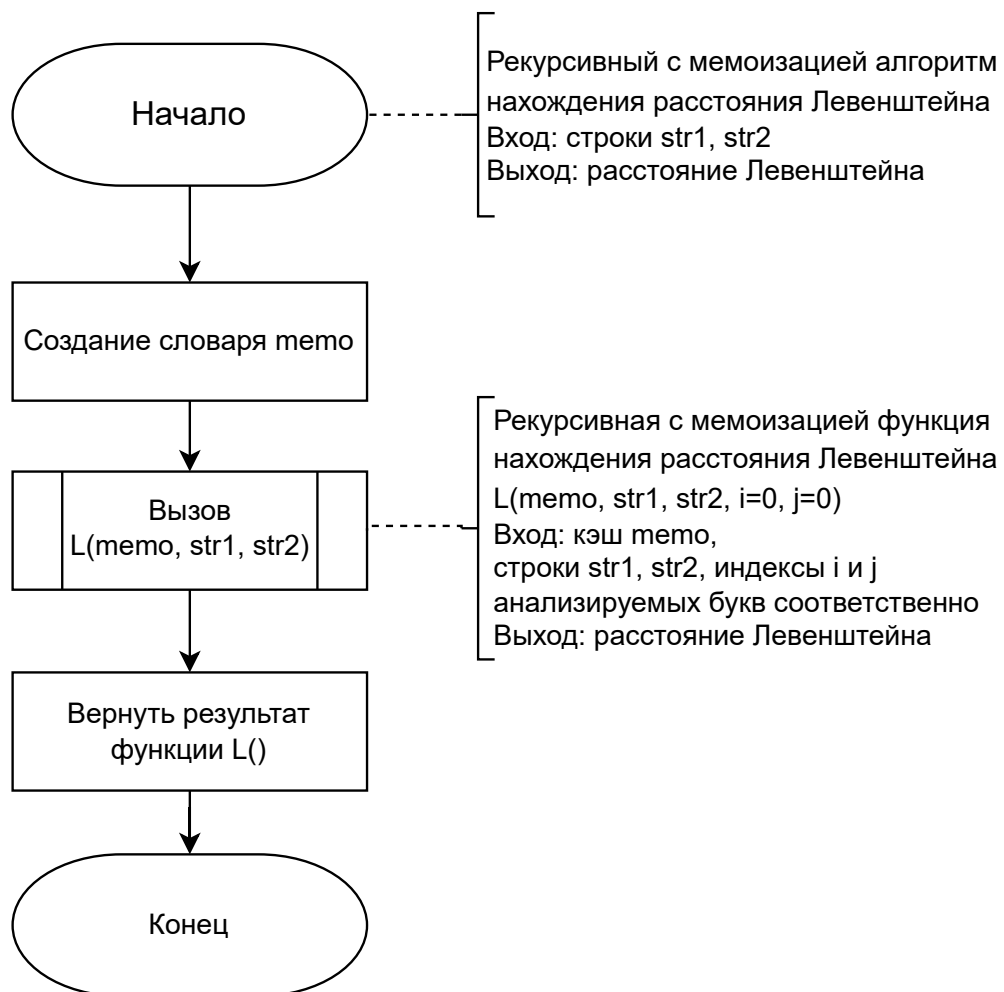 Начало
Рекурсивный с мемоизацией алгоритм
нахождения расстояния Левенштейна
Вход: строки str1, str2
Выход: расстояние Левенштейна
Создание словаря memo
Вызов
L(memo, str1, str2)
Рекурсивная с мемоизацией функция
нахождения расстояния Левенштейна
L(memo, str1, str2, i=0, j=0)
Вход: кэш memo,
строки str1, str2, индексы i и j
анализируемых букв соответственно
Выход: расстояние Левенштейна
Вернуть результат
функции L()
Конец